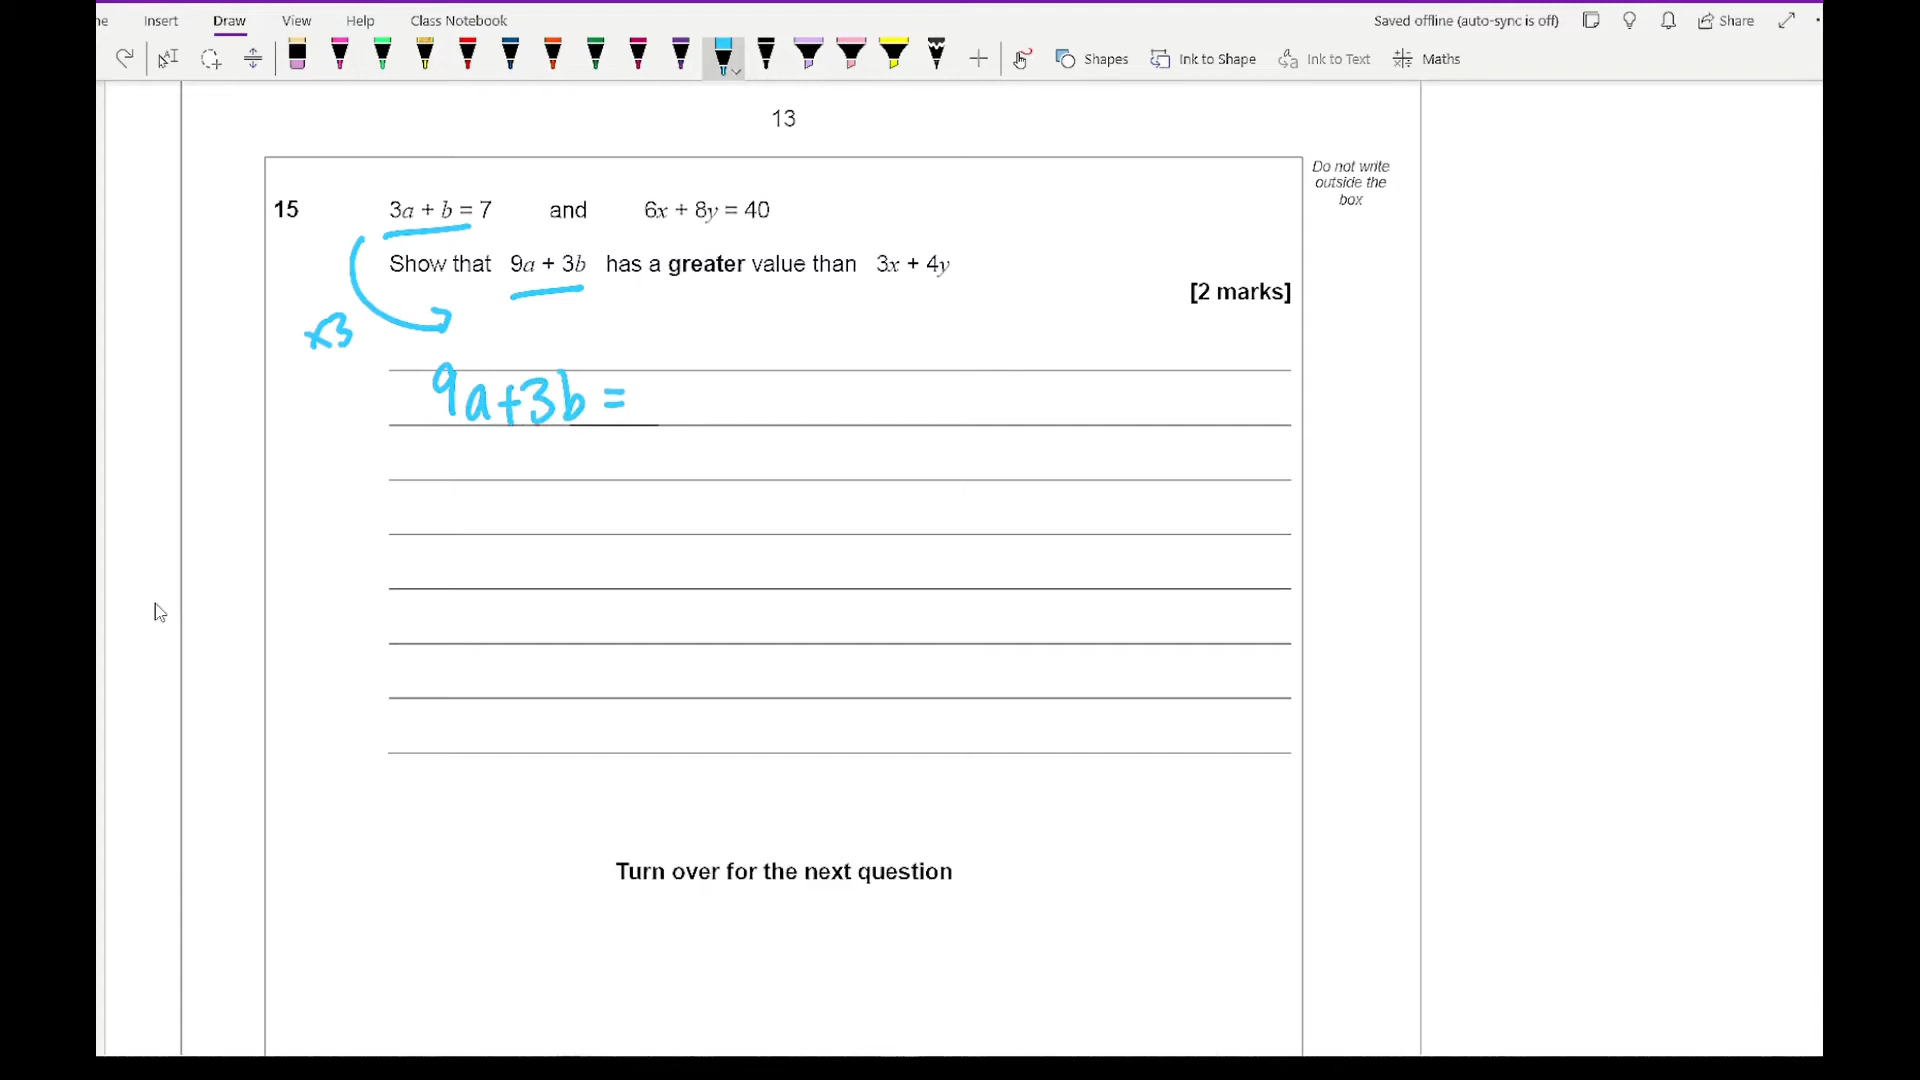 Insert Draw View Help Class Notebook Saved offline (auto-sync is off) Share
Shapes Ink to Shape Ink to Text Maths
13
Do not write
outside the
box
15 3a + b = 7 and 6x + 8y = 40
Show that 9a + 3b has a greater value than 3x + 4y
[2 marks]
×3
9a+3b =
Turn over for the next question